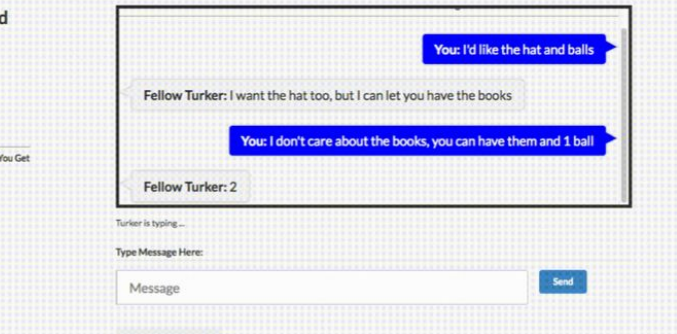 d
You: I'd like the hat and balls
Fellow Turker: I want the hat too, but I can let you have the books
You: I don't care about the books, you can have them and 1 ball
You Get
Fellow Turker: 2
Turker is typing...
Type Message Here:
Message
Send